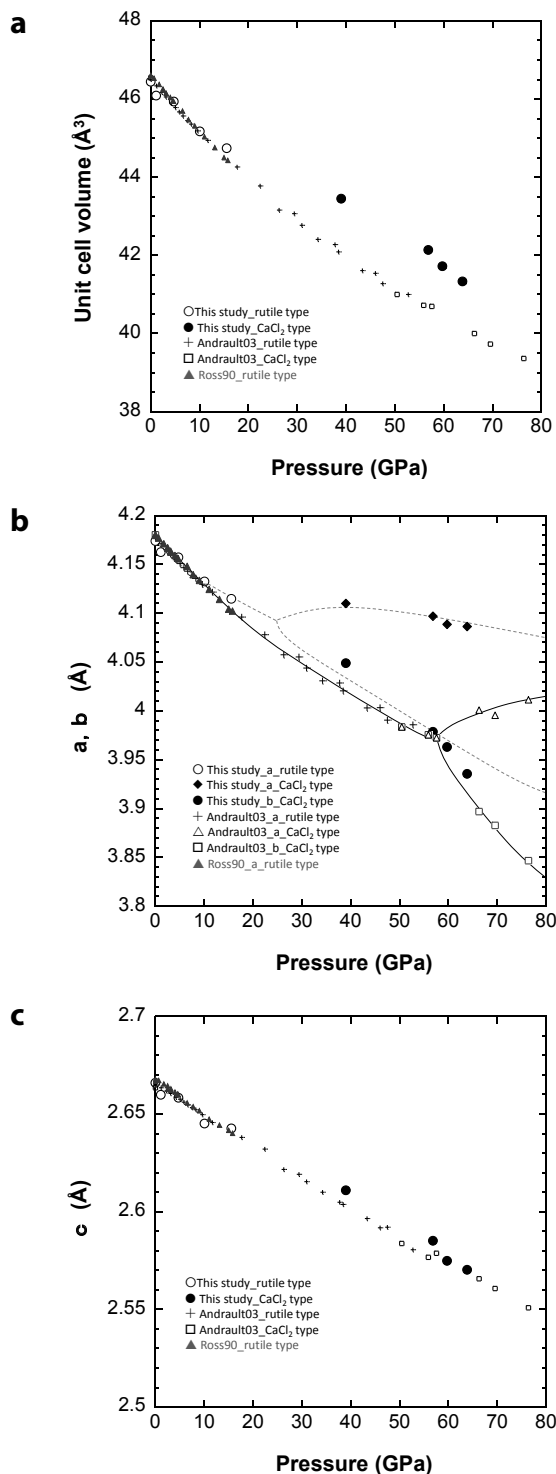 a
48
46
44
42
40
38
Unit cell volume (Å³)
This study_rutile type
This study_CaCl₂ type
Andrault03_rutile type
Andrault03_CaCl₂ type
Ross90_rutile type
0 10 20 30 40 50 60 70 80
Pressure (GPa)
b
4.2
4.15
4.1
4.05
4
3.95
3.9
3.85
3.8
a, b (Å)
This study_a_rutile type
This study_a_CaCl₂ type
This study_b_CaCl₂ type
Andrault03_a_rutile type
Andrault03_a_CaCl₂ type
Andrault03_b_CaCl₂ type
Ross90_a_rutile type
0 10 20 30 40 50 60 70 80
Pressure (GPa)
c
2.7
2.65
2.6
2.55
2.5
c (Å)
This study_rutile type
This study_CaCl₂ type
Andrault03_rutile type
Andrault03_CaCl₂ type
Ross90_rutile type
0 10 20 30 40 50 60 70 80
Pressure (GPa)